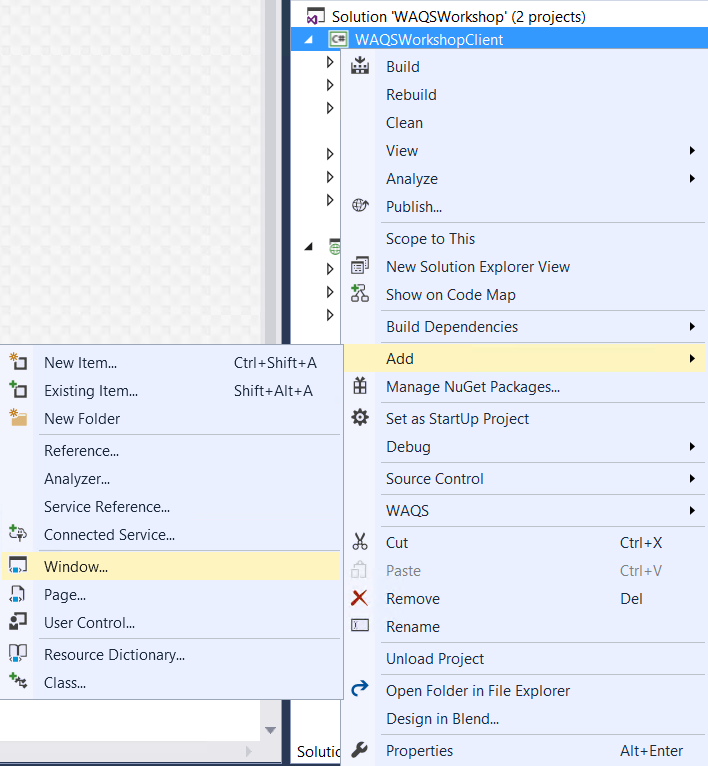 Solution 'WAQSWorkshop' (2 projects)
C# WAQSWorkshopClient
Build
Rebuild
Clean
View
Analyze
Publish...
Scope to This
New Solution Explorer View
Show on Code Map
Build Dependencies
Add
Manage NuGet Packages...
Set as StartUp Project
Debug
Source Control
WAQS
Cut Ctrl+X
Paste Ctrl+V
Remove Del
Rename
Unload Project
Open Folder in File Explorer
Design in Blend...
Properties Alt+Enter
New Item... Ctrl+Shift+A
Existing Item... Shift+Alt+A
New Folder
Reference...
Analyzer...
Service Reference...
Connected Service...
Window...
Page...
User Control...
Resource Dictionary...
Class...
Solutio